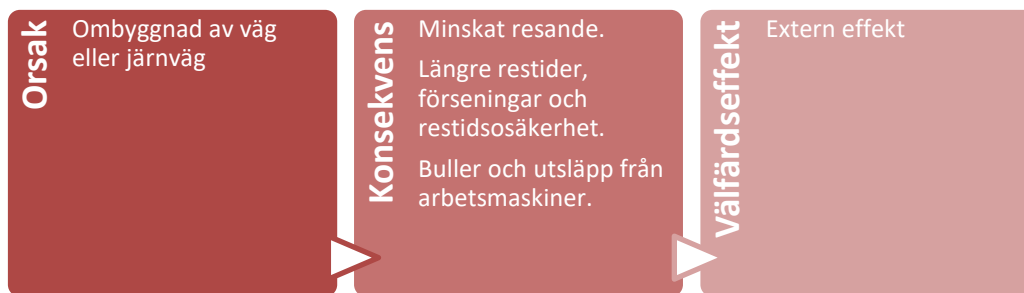 Orsak
Ombyggnad av väg
eller järnväg
Konsekvens
Minskat resande.
Längre restider,
förseningar och
restidsosäkerhet.
Buller och utsläpp från
arbetsmaskiner.
Välfärdseffekt
Extern effekt